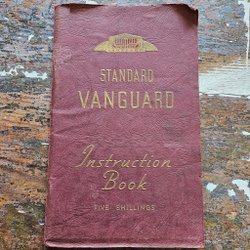 STANDARD
VANGUARD
Instruction
Book
FIVE SHILLINGS